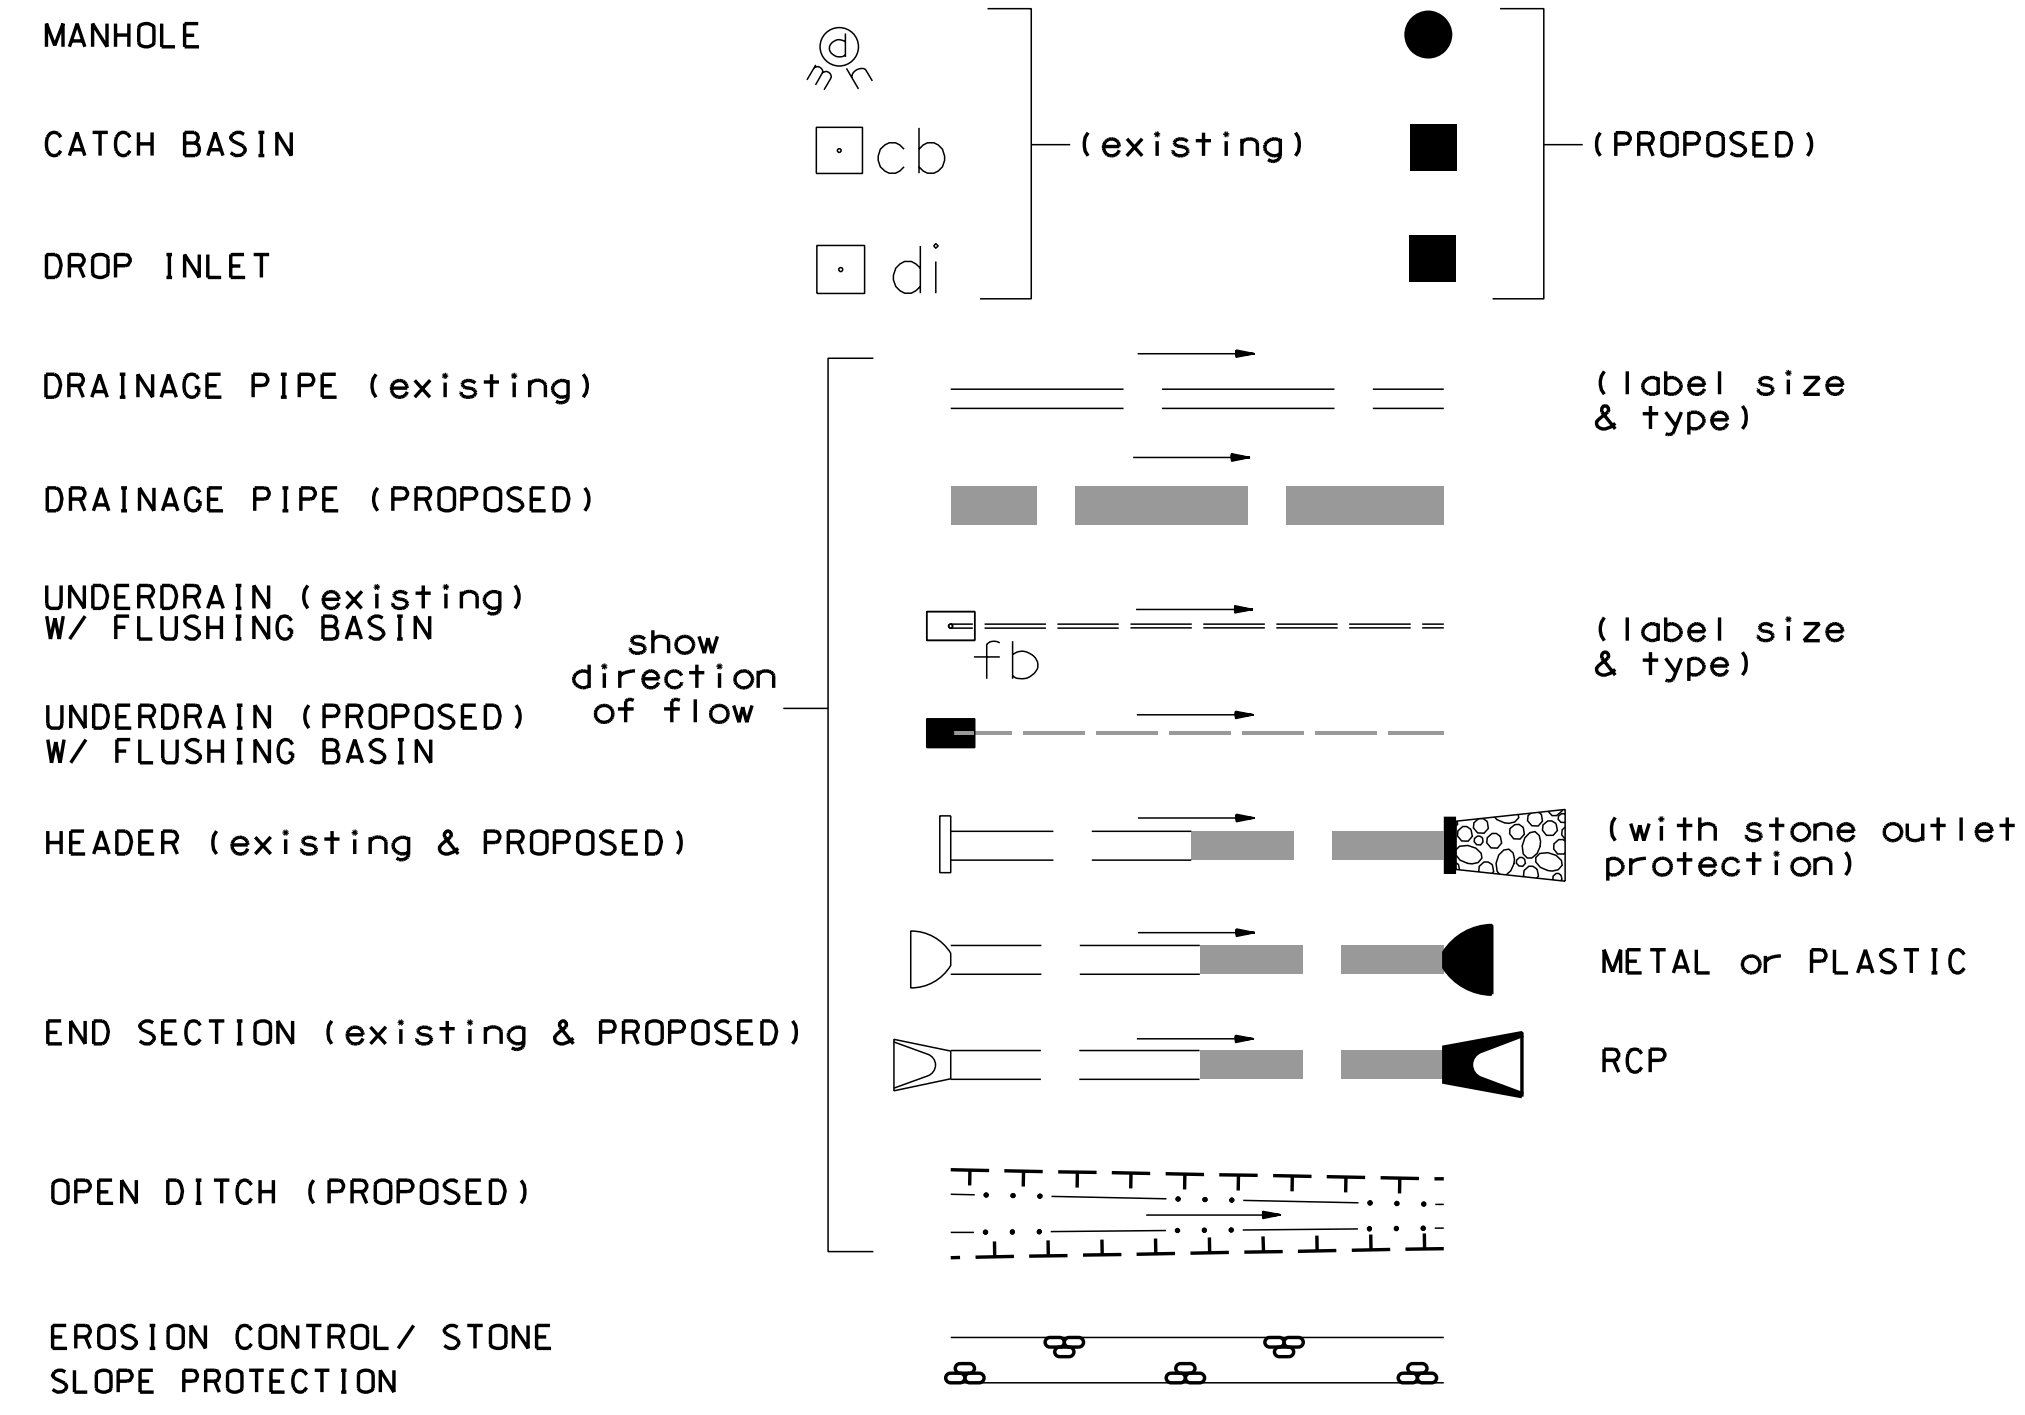 MANHOLE
d
mh
CATCH BASIN
cb
(existing)
(PROPOSED)
DROP INLET
di
DRAINAGE PIPE (existing)
(label size
& type)
DRAINAGE PIPE (PROPOSED)
UNDERDRAIN (existing)
W/ FLUSHING BASIN
fb
(label size
& type)
show
direction
of flow
UNDERDRAIN (PROPOSED)
W/ FLUSHING BASIN
HEADER (existing & PROPOSED)
(with stone outlet
protection)
METAL or PLASTIC
END SECTION (existing & PROPOSED)
RCP
OPEN DITCH (PROPOSED)
EROSION CONTROL/ STONE
SLOPE PROTECTION